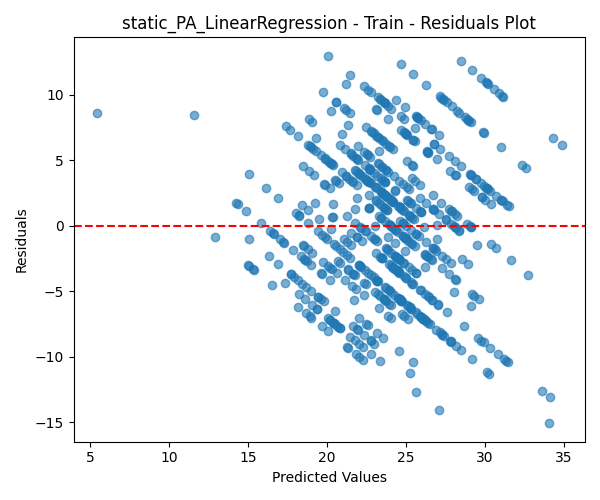 static_PA_LinearRegression - Train - Residuals Plot
10
5
0
−5
−10
−15
Residuals
5 10 15 20 25 30 35
Predicted Values